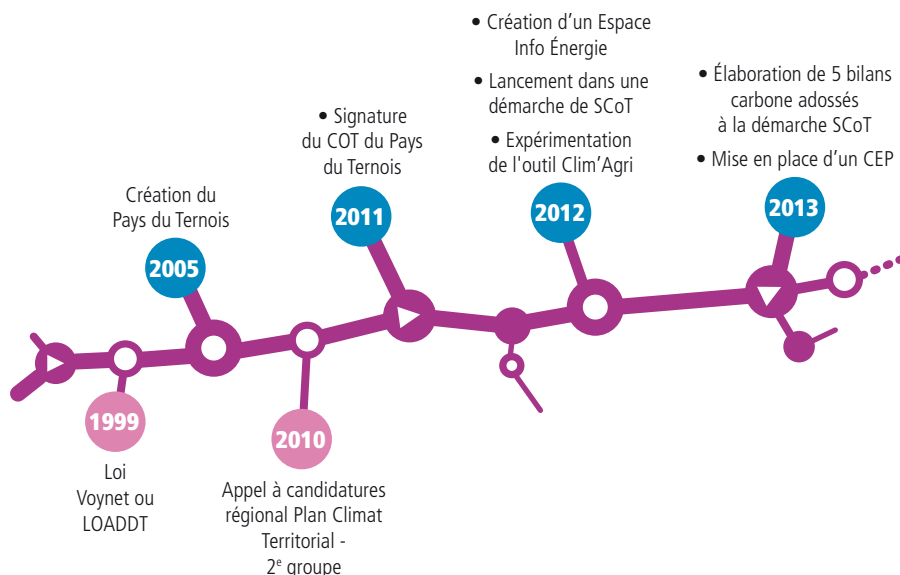 Loi
Voynet ou
LOADDT
1999
Création du
Pays du Ternois
2005
2010
Appel à candidatures
régional Plan Climat
Territorial -
2e groupe
• Signature
du COT du Pays
du Ternois
2011
• Création d’un Espace
Info Énergie
• Lancement dans une
démarche de SCoT
• Expérimentation
de l'outil Clim’Agri
2012
• Élaboration de 5 bilans
carbone adossés
à la démarche SCoT
• Mise en place d’un CEP
2013